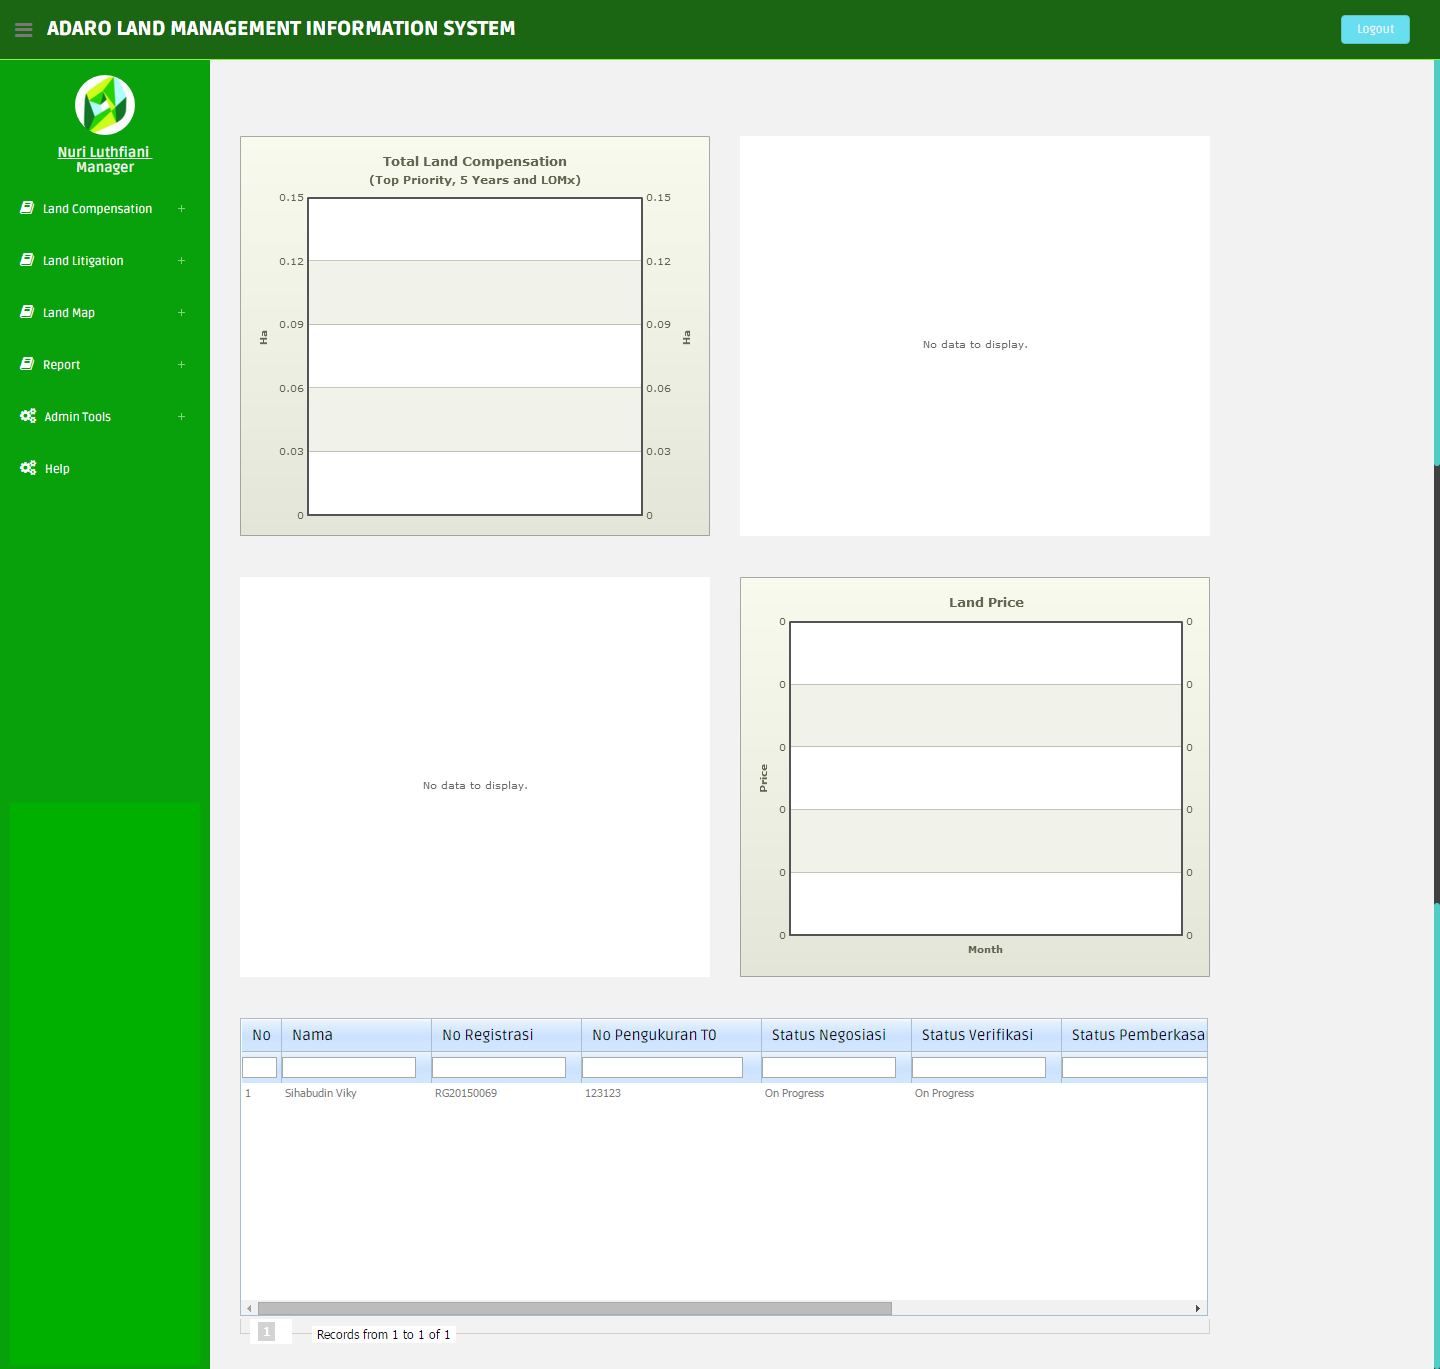 ADARO LAND MANAGEMENT INFORMATION SYSTEM
Logout
Nuri Luthfiani
Manager
Land Compensation +
Land Litigation +
Land Map +
Report +
Admin Tools +
Help
Total Land Compensation
(Top Priority, 5 Years and LOMx)
0.15 0.15
0.12 0.12
0.09 0.09
Ha Ha
0.06 0.06
0.03 0.03
0 0
No data to display.
No data to display.
Land Price
0 0
0 0
0 0
Price
0 0
0 0
0 0
Month
No Nama No Registrasi No Pengukuran T0 Status Negosiasi Status Verifikasi Status Pemberkasa
1 Sihabudin Viky RG20150069 123123 On Progress On Progress
1 Records from 1 to 1 of 1